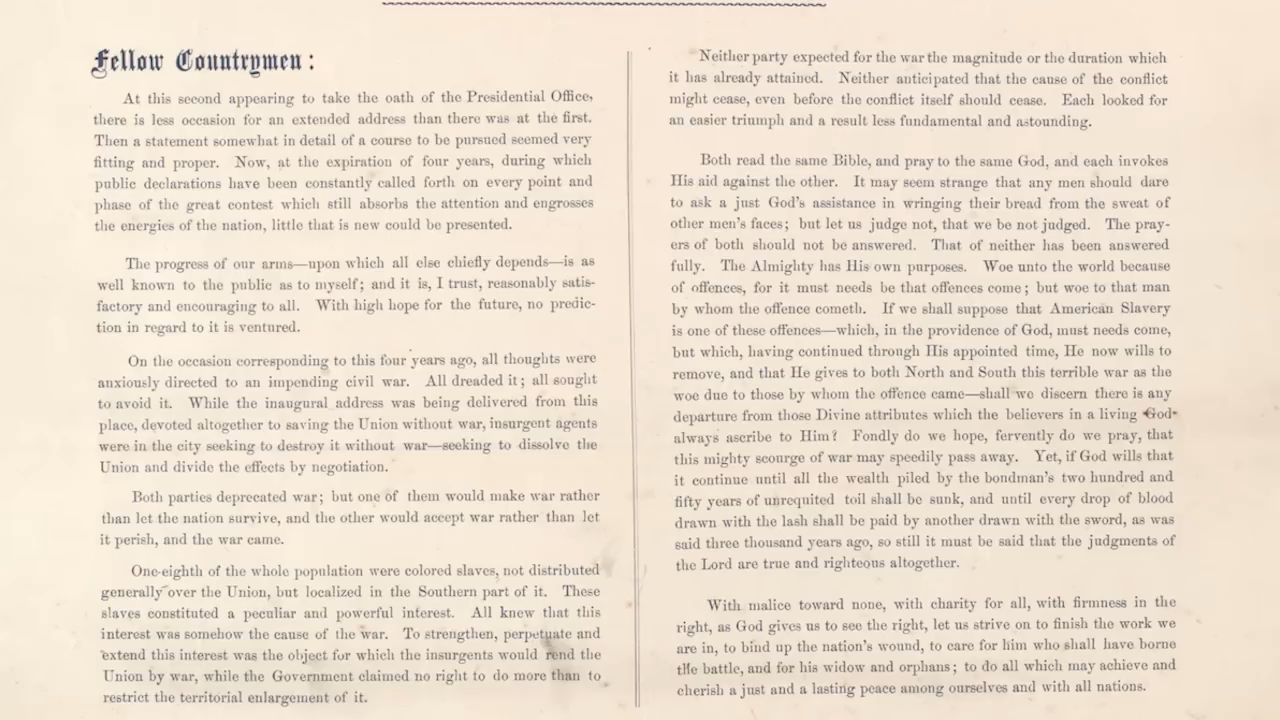 Fellow Countrymen:
At this second appearing to take the oath of the Presidential Office,
there is less occasion for an extended address than there was at the first.
Then a statement somewhat in detail of a course to be pursued seemed very
fitting and proper. Now, at the expiration of four years, during which
public declarations have been constantly called forth on every point and
phase of the great contest which still absorbs the attention and engrosses
the energies of the nation, little that is new could be presented.
The progress of our arms—upon which all else chiefly depends—is as
well known to the public as to myself; and it is, I trust, reasonably satis-
factory and encouraging to all. With high hope for the future, no predic-
tion in regard to it is ventured.
On the occasion corresponding to this four years ago, all thoughts were
anxiously directed to an impending civil war. All dreaded it; all sought
to avoid it. While the inaugural address was being delivered from this
place, devoted altogether to saving the Union without war, insurgent agents
were in the city seeking to destroy it without war—seeking to dissolve the
Union and divide the effects by negotiation.
Both parties deprecated war; but one of them would make war rather
than let the nation survive, and the other would accept war rather than let
it perish, and the war came.
One-eighth of the whole population were colored slaves, not distributed
generally over the Union, but localized in the Southern part of it. These
slaves constituted a peculiar and powerful interest. All knew that this
interest was somehow the cause of the war. To strengthen, perpetuate and
extend this interest was the object for which the insurgents would rend the
Union by war, while the Government claimed no right to do more than to
restrict the territorial enlargement of it.
Neither party expected for the war the magnitude or the duration which
it has already attained. Neither anticipated that the cause of the conflict
might cease, even before the conflict itself should cease. Each looked for
an easier triumph and a result less fundamental and astounding.
Both read the same Bible, and pray to the same God, and each invokes
His aid against the other. It may seem strange that any men should dare
to ask a just God's assistance in wringing their bread from the sweat of
other men's faces; but let us judge not, that we be not judged. The pray-
ers of both should not be answered. That of neither has been answered
fully. The Almighty has His own purposes. Woe unto the world because
of offences, for it must needs be that offences come; but woe to that man
by whom the offence cometh. If we shall suppose that American Slavery
is one of these offences—which, in the providence of God, must needs come,
but which, having continued through His appointed time, He now wills to
remove, and that He gives to both North and South this terrible war as the
woe due to those by whom the offence came—shall we discern there is any
departure from those Divine attributes which the believers in a living God
always ascribe to Him? Fondly do we hope, fervently do we pray, that
this mighty scourge of war may speedily pass away. Yet, if God wills that
it continue until all the wealth piled by the bondman's two hundred and
fifty years of unrequited toil shall be sunk, and until every drop of blood
drawn with the lash shall be paid by another drawn with the sword, as was
said three thousand years ago, so still it must be said that the judgments of
the Lord are true and righteous altogether.
With malice toward none, with charity for all, with firmness in the
right, as God gives us to see the right, let us strive on to finish the work we
are in, to bind up the nation's wound, to care for him who shall have borne
the battle, and for his widow and orphans; to do all which may achieve and
cherish a just and a lasting peace among ourselves and with all nations.